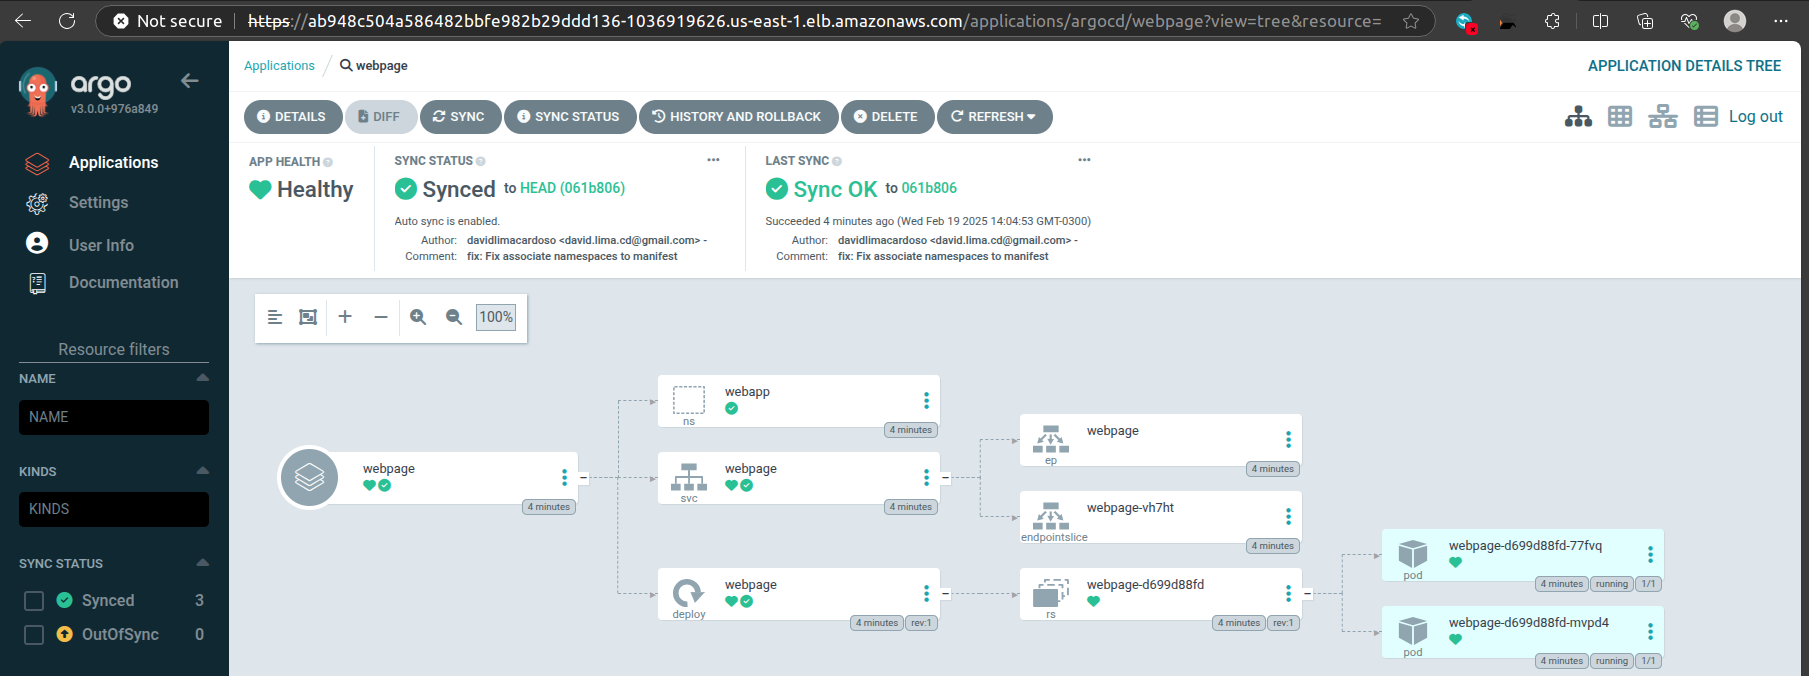 Not secure https://ab948c504a586482bbfe982b29ddd136-1036919626.us-east-1.elb.amazonaws.com/applications/argocd/webpage?view=tree&resource=
argo
v3.0.0+976a849
Applications
Settings
User Info
Documentation
Resource filters
NAME
NAME
KINDS
KINDS
SYNC STATUS
Synced 3
OutOfSync 0
Applications / webpage
APPLICATION DETAILS TREE
DETAILS DIFF SYNC SYNC STATUS HISTORY AND ROLLBACK DELETE REFRESH
Log out
APP HEALTH
Healthy
SYNC STATUS
Synced to HEAD (061b806)
Auto sync is enabled.
Author: davidlimacardoso <david.lima.cd@gmail.com> -
Comment: fix: Fix associate namespaces to manifest
LAST SYNC
Sync OK to 061b806
Succeeded 4 minutes ago (Wed Feb 19 2025 14:04:53 GMT-0300)
Author: davidlimacardoso <david.lima.cd@gmail.com> -
Comment: fix: Fix associate namespaces to manifest
100%
webpage
4 minutes
webapp
ns
4 minutes
webpage
svc
4 minutes
webpage
deploy
4 minutes rev:1
webpage
ep
4 minutes
webpage-vh7ht
endpointslice
4 minutes
webpage-d699d88fd
rs
4 minutes rev:1
webpage-d699d88fd-77fvq
pod
4 minutes running 1/1
webpage-d699d88fd-mvpd4
pod
4 minutes running 1/1